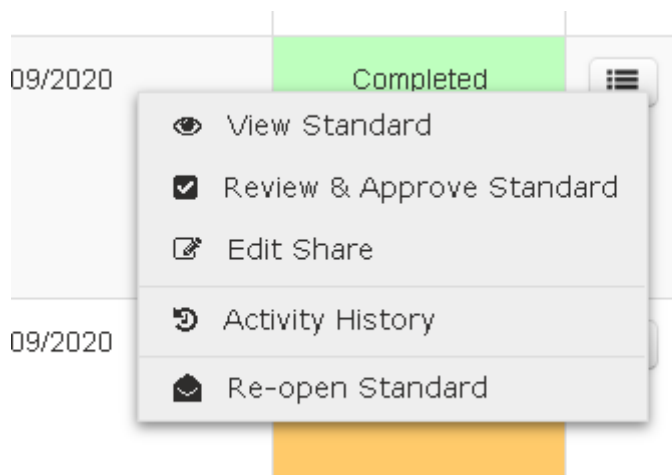 09/2020
Completed
View Standard
Review & Approve Standard
Edit Share
Activity History
09/2020
Re-open Standard